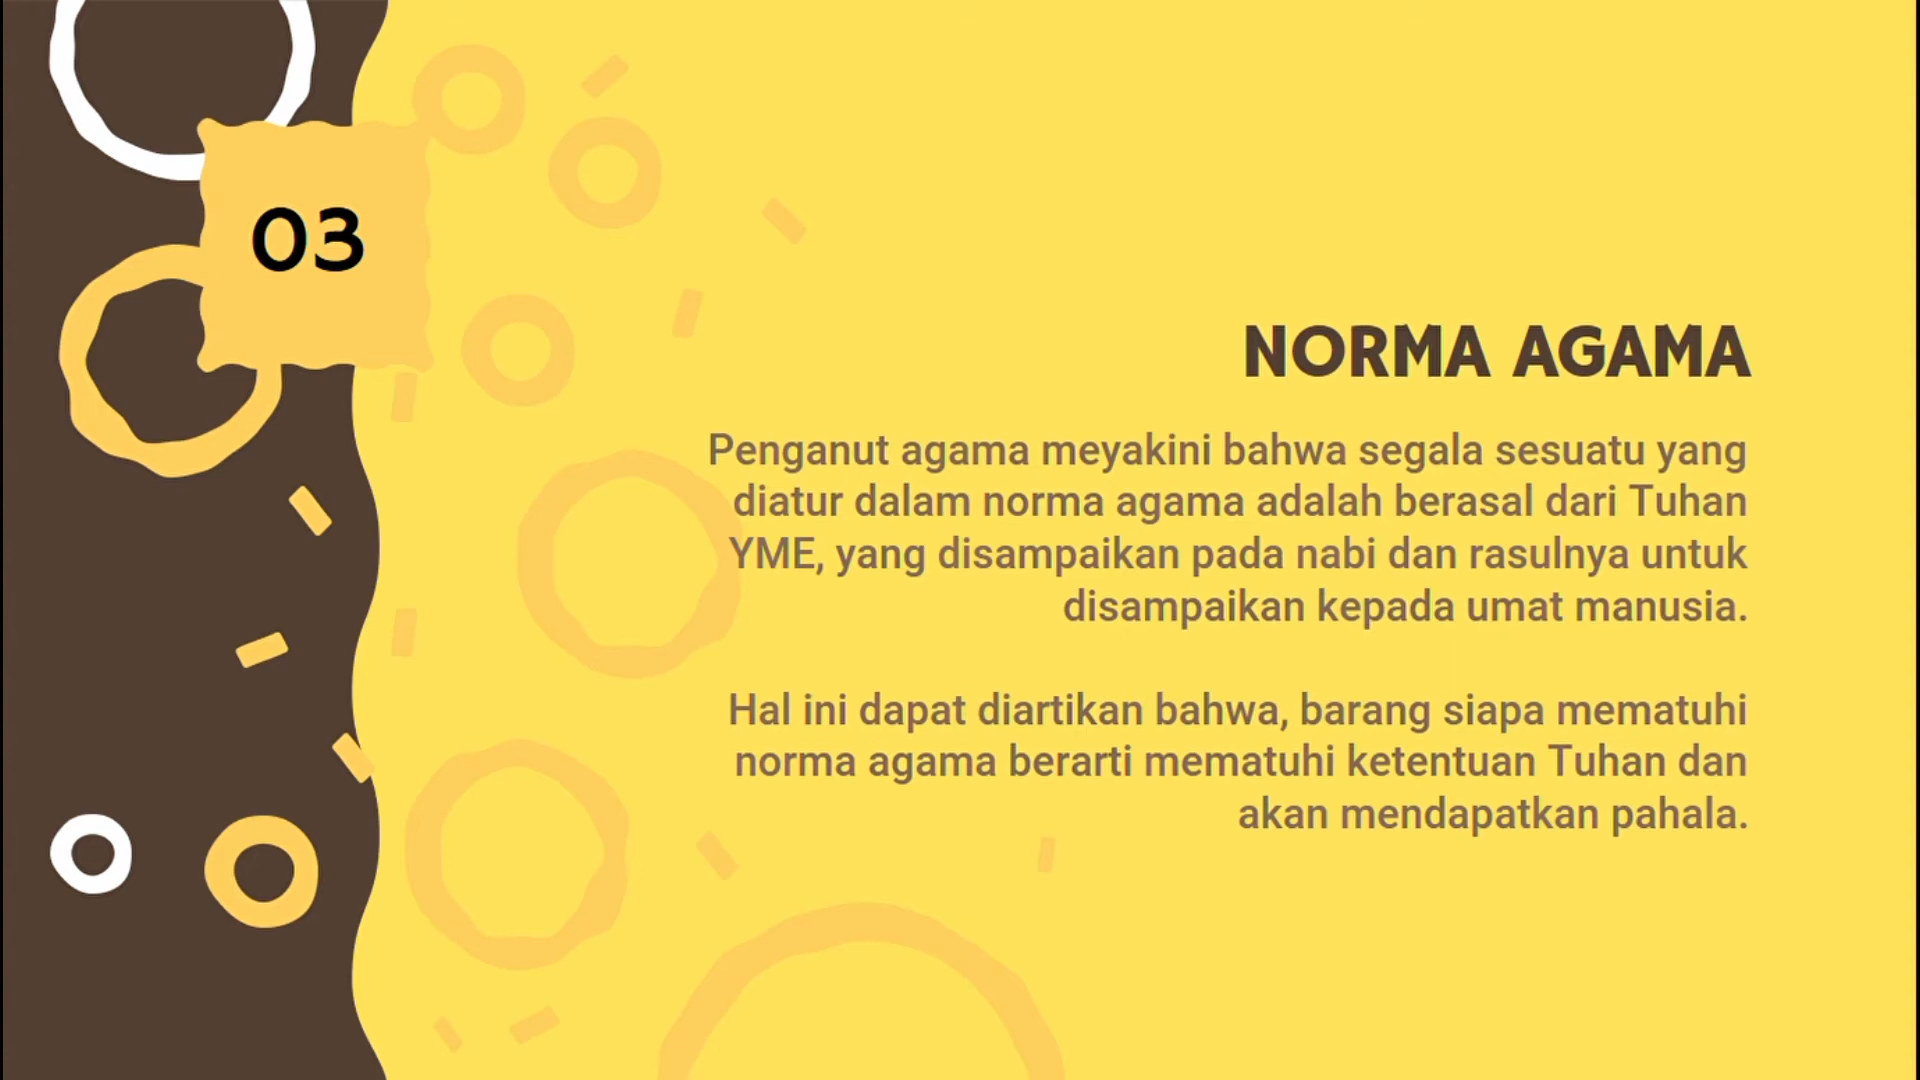 03
NORMA AGAMA
Penganut agama meyakini bahwa segala sesuatu yang
diatur dalam norma agama adalah berasal dari Tuhan
YME, yang disampaikan pada nabi dan rasulnya untuk
disampaikan kepada umat manusia.
Hal ini dapat diartikan bahwa, barang siapa mematuhi
norma agama berarti mematuhi ketentuan Tuhan dan
akan mendapatkan pahala.